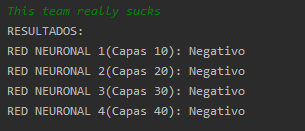 This team really sucks
RESULTADOS:
RED NEURONAL 1(Capas 10): Negativo
RED NEURONAL 2(Capas 20): Negativo
RED NEURONAL 3(Capas 30): Negativo
RED NEURONAL 4(Capas 40): Negativo